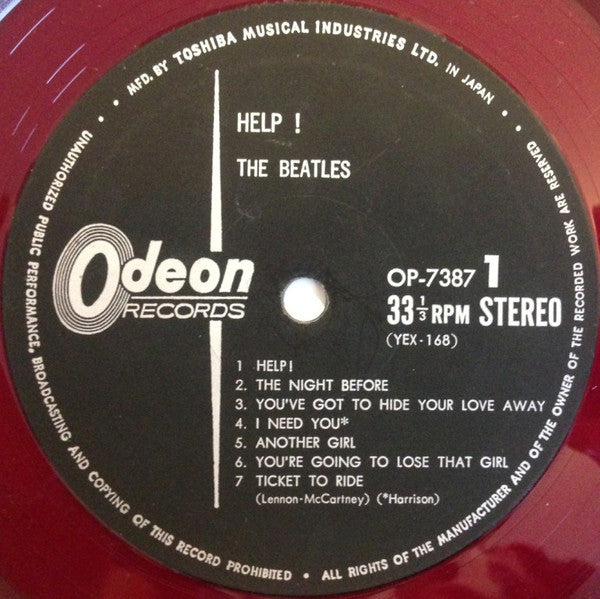 • MFD. BY TOSHIBA MUSICAL INDUSTRIES LTD. IN JAPAN •
HELP !
THE BEATLES
Odeon
RECORDS
OP-7387 1
33 1/3 RPM STEREO
(YEX-168)
1 HELP!
2. THE NIGHT BEFORE
3. YOU'VE GOT TO HIDE YOUR LOVE AWAY
4. I NEED YOU*
5. ANOTHER GIRL
6. YOU'RE GOING TO LOSE THAT GIRL
7 TICKET TO RIDE
(Lennon-McCartney) (*Harrison)
UNAUTHORIZED PUBLIC PERFORMANCE, BROADCASTING AND COPYING OF THIS RECORD PROHIBITED • ALL RIGHTS OF THE MANUFACTURER AND OF THE OWNER OF THE RECORDED WORK ARE RESERVED